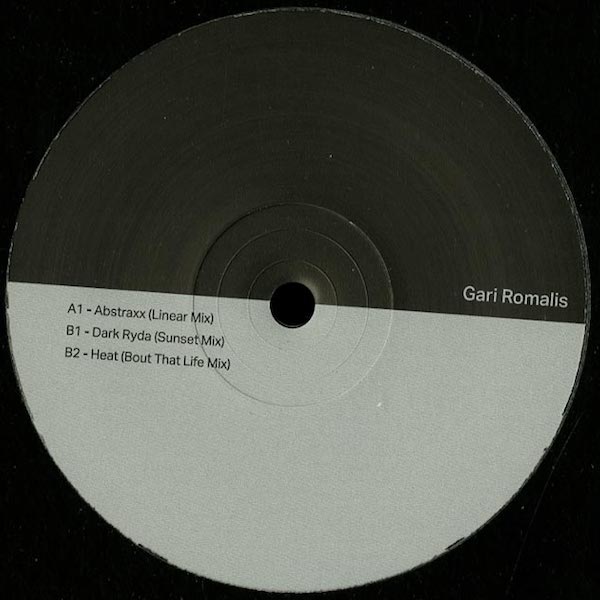 Gari Romalis
A1 - Abstraxx (Linear Mix)
B1 - Dark Ryda (Sunset Mix)
B2 - Heat (Bout That Life Mix)